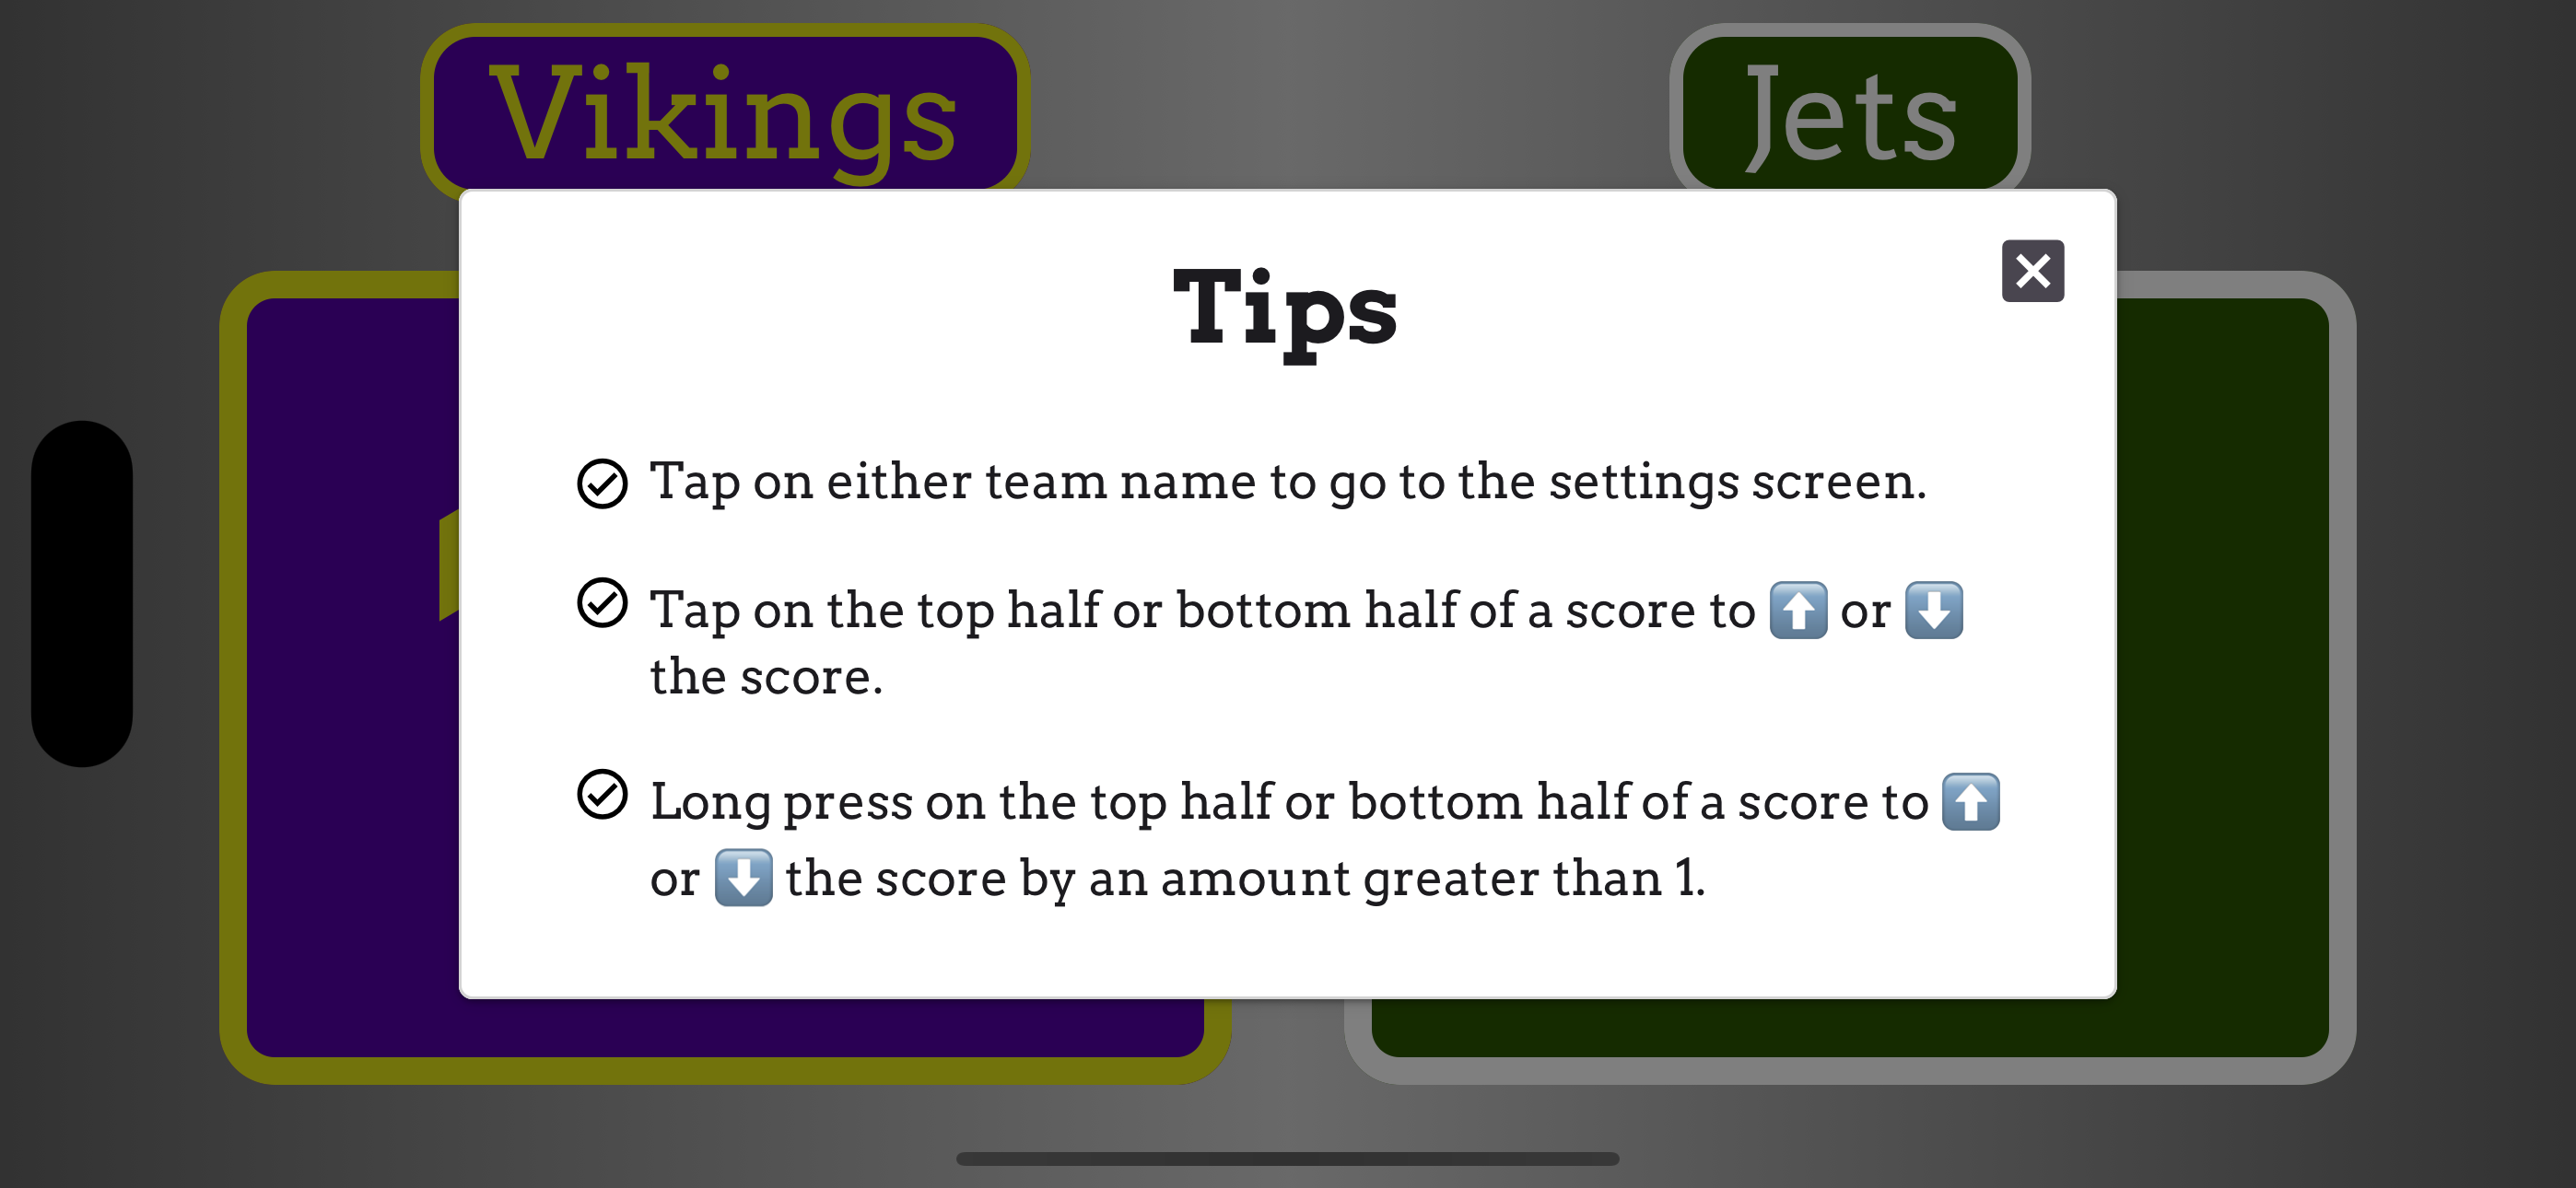 Vikings
Jets
Tips
Tap on either team name to go to the settings screen.
Tap on the top half or bottom half of a score to ⬆️ or ⬇️
the score.
Long press on the top half or bottom half of a score to ⬆️
or ⬇️ the score by an amount greater than 1.